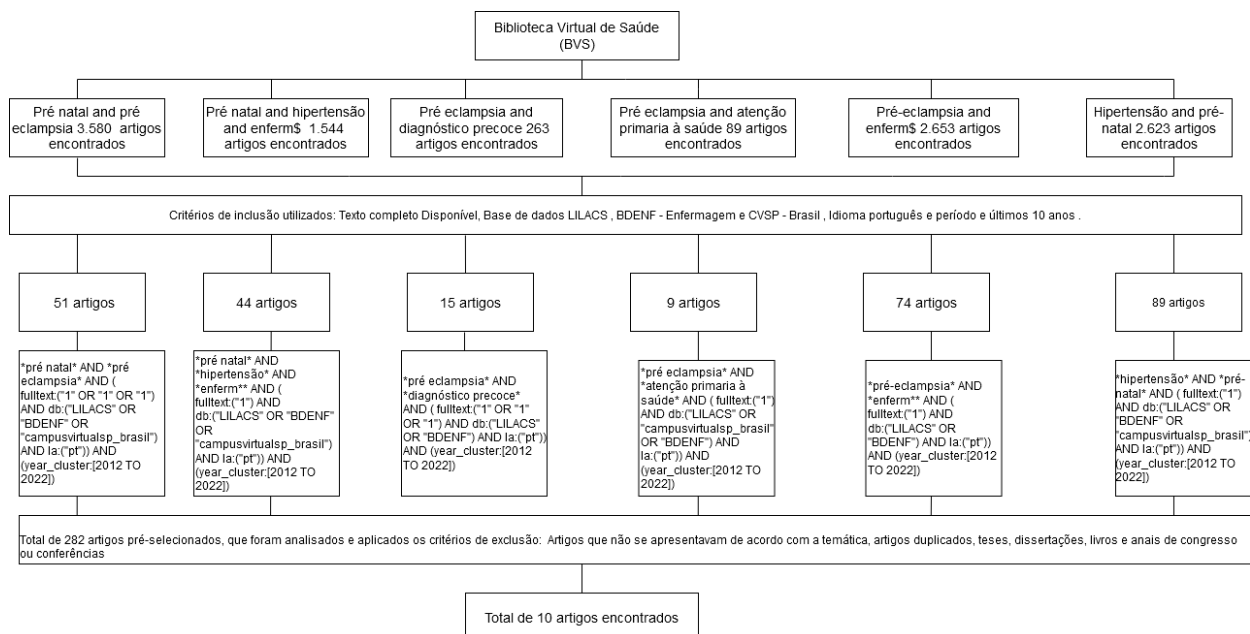 Biblioteca Virtual de Saúde
(BVS)
Pré natal and pré
eclampsia 3.580 artigos
encontrados
Pré natal and hipertensão
and enferm$ 1.544
artigos encontrados
Pré eclampsia and
diagnóstico precoce 263
artigos encontrados
Pré eclampsia and atenção
primaria à saúde 89 artigos
encontrados
Pré-eclampsia and
enferm$ 2.653 artigos
encontrados
Hipertensão and pré-
natal 2.623 artigos
encontrados
Critérios de inclusão utilizados: Texto completo Disponível, Base de dados LILACS , BDENF - Enfermagem e CVSP - Brasil , Idioma português e período e últimos 10 anos .
51 artigos
44 artigos
15 artigos
9 artigos
74 artigos
89 artigos
*pré natal* AND *pré
eclampsia* AND (
fulltext:("1" OR "1" OR "1")
AND db:("LILACS" OR
"BDENF" OR
"campusvirtualsp_brasil")
AND la:("pt")) AND
(year_cluster:[2012 TO
2022])
*pré natal* AND
*hipertensão* AND
*enferm** AND (
fulltext:("1") AND
db:("LILACS" OR "BDENF"
OR
"campusvirtualsp_brasil")
AND la:("pt")) AND
(year_cluster:[2012 TO
2022])
*pré eclampsia* AND
*diagnóstico precoce*
AND ( fulltext:("1" OR "1"
OR "1") AND db:("LILACS"
OR "BDENF") AND la:("pt"))
AND (year_cluster:[2012
TO 2022])
*pré eclampsia* AND
*atenção primaria à
saúde* AND ( fulltext:("1")
AND db:("LILACS" OR
"campusvirtualsp_brasil"
OR "BDENF") AND
la:("pt")) AND
(year_cluster:[2012 TO
2022])
*pré-eclampsia* AND
*enferm** AND (
fulltext:("1") AND
db:("LILACS" OR
"BDENF") AND la:("pt"))
AND (year_cluster:[2012
TO 2022])
*hipertensão* AND *pré-
natal* AND ( fulltext:("1")
AND db:("LILACS" OR
"BDENF" OR
"campusvirtualsp_brasil")
AND la:("pt")) AND
(year_cluster:[2012 TO
2022])
Total de 282 artigos pré-selecionados, que foram analisados e aplicados os critérios de exclusão: Artigos que não se apresentavam de acordo com a temática, artigos duplicados, teses, dissertações, livros e anais de congresso
ou conferências
Total de 10 artigos encontrados